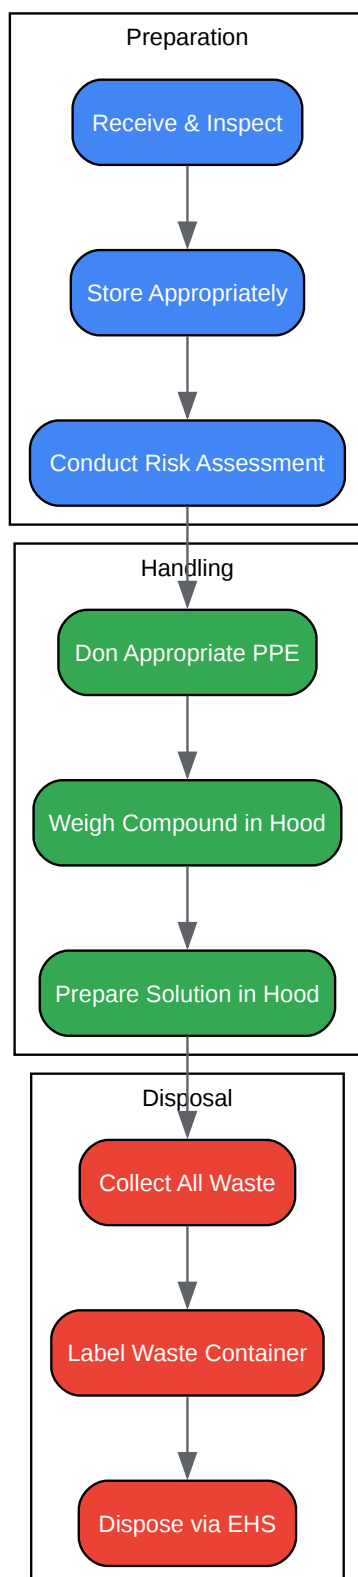 Preparation
Receive & Inspect
Store Appropriately
Conduct Risk Assessment
Handling
Don Appropriate PPE
Weigh Compound in Hood
Prepare Solution in Hood
Disposal
Collect All Waste
Label Waste Container
Dispose via EHS